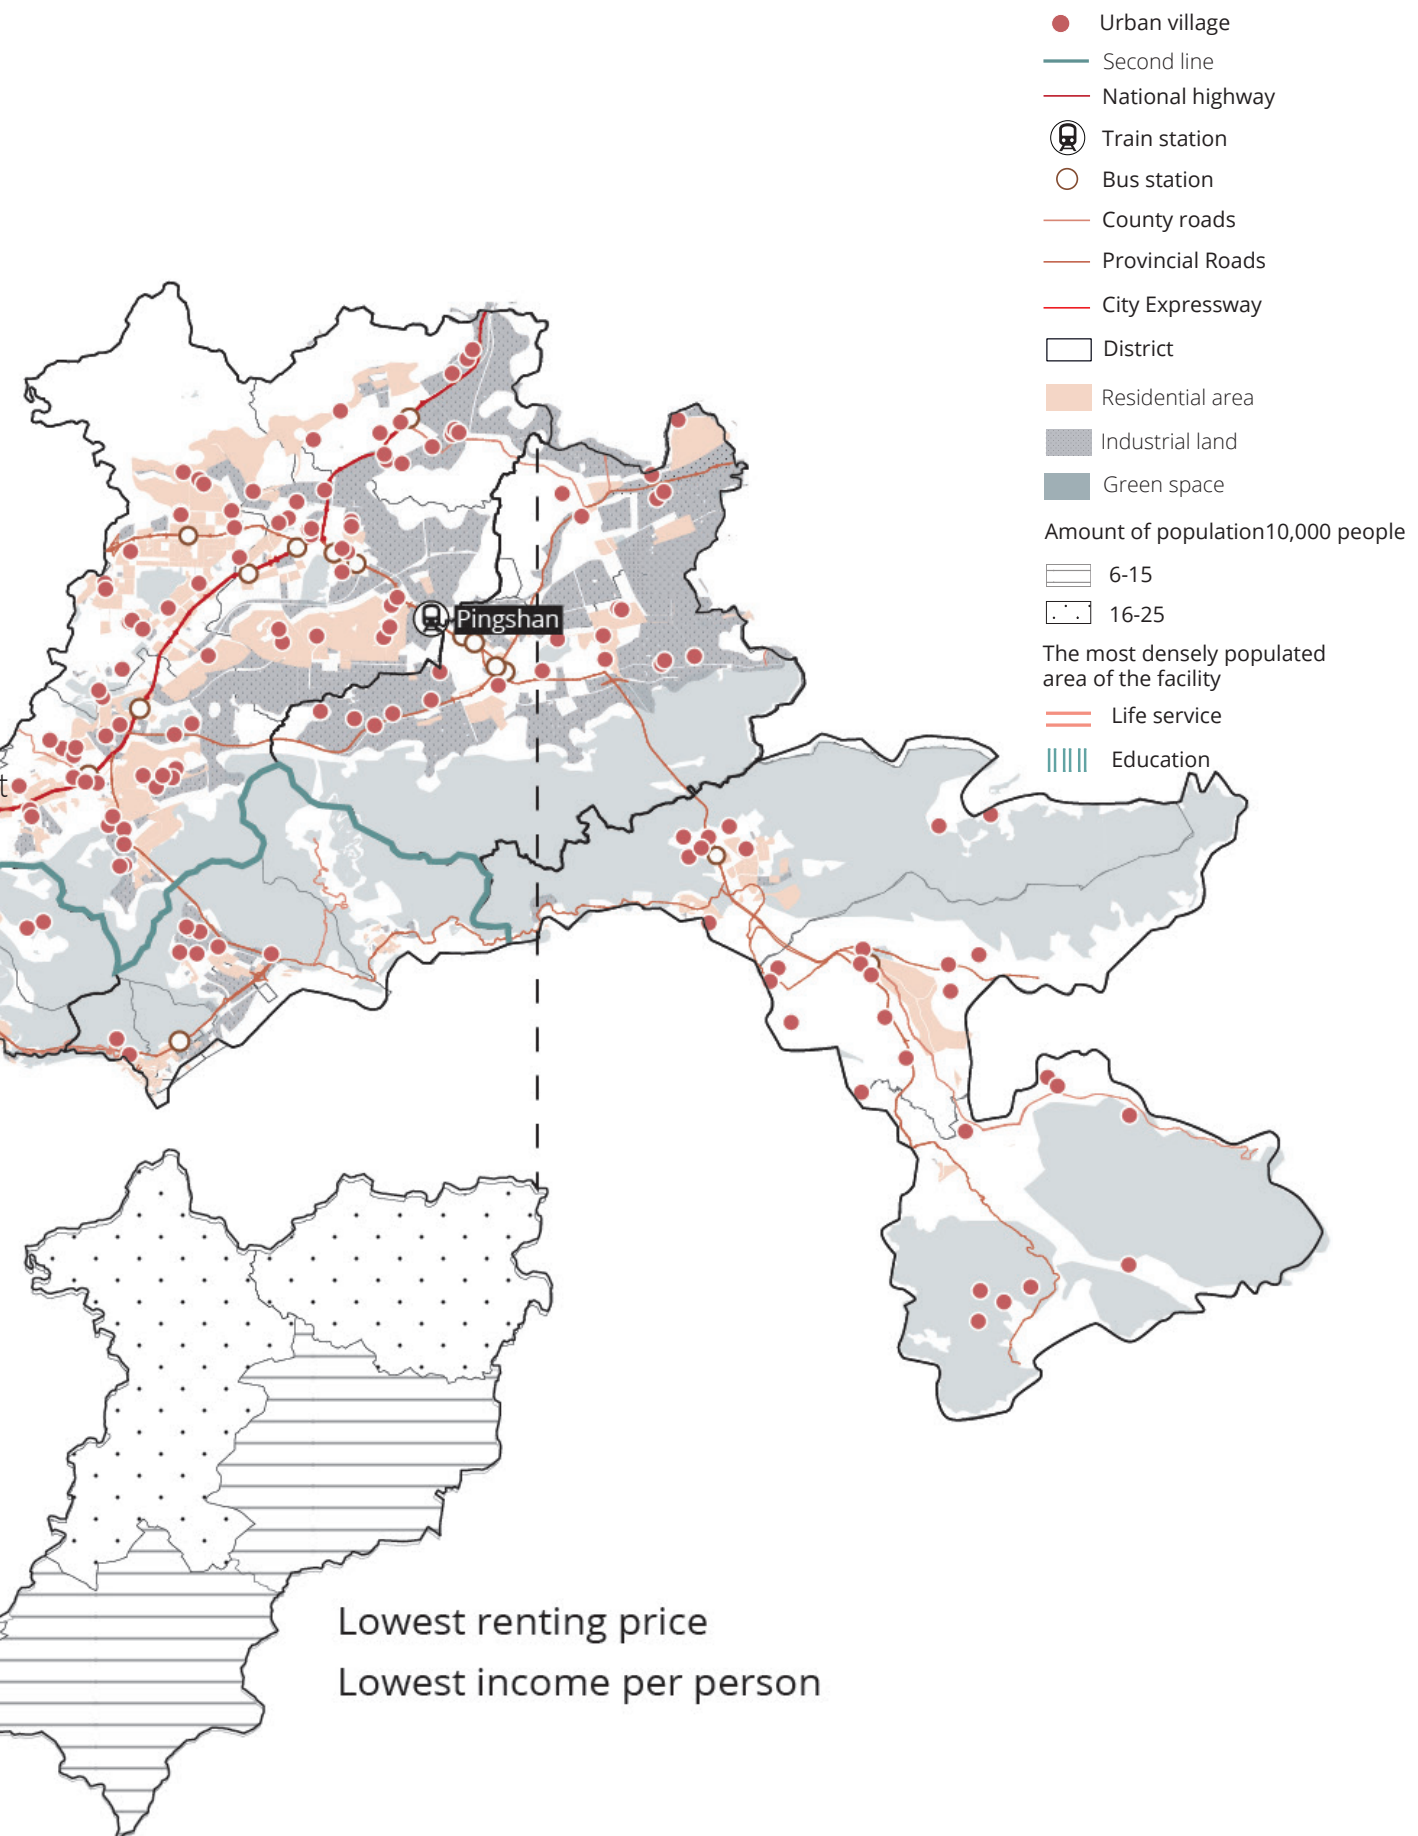 Urban village
Second line
National highway
Train station
Bus station
County roads
Provincial Roads
City Expressway
District
Residential area
Industrial land
Green space
Amount of population10,000 people
6-15
16-25
The most densely populated
area of the facility
Life service
Education
Pingshan
t
Lowest renting price
Lowest income per person